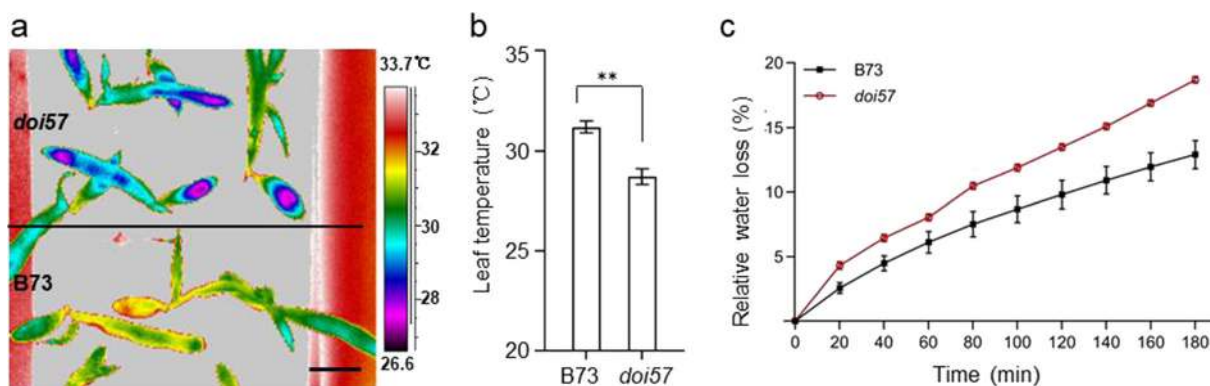 a
33.7℃
doi57
32
30
B73
28
26.6
b
Leaf temperature (℃)
35
30
25
20
**
B73
doi57
c
Relative water loss (%)
20
15
10
5
0
B73
doi57
0 20 40 60 80 100 120 140 160 180
Time (min)